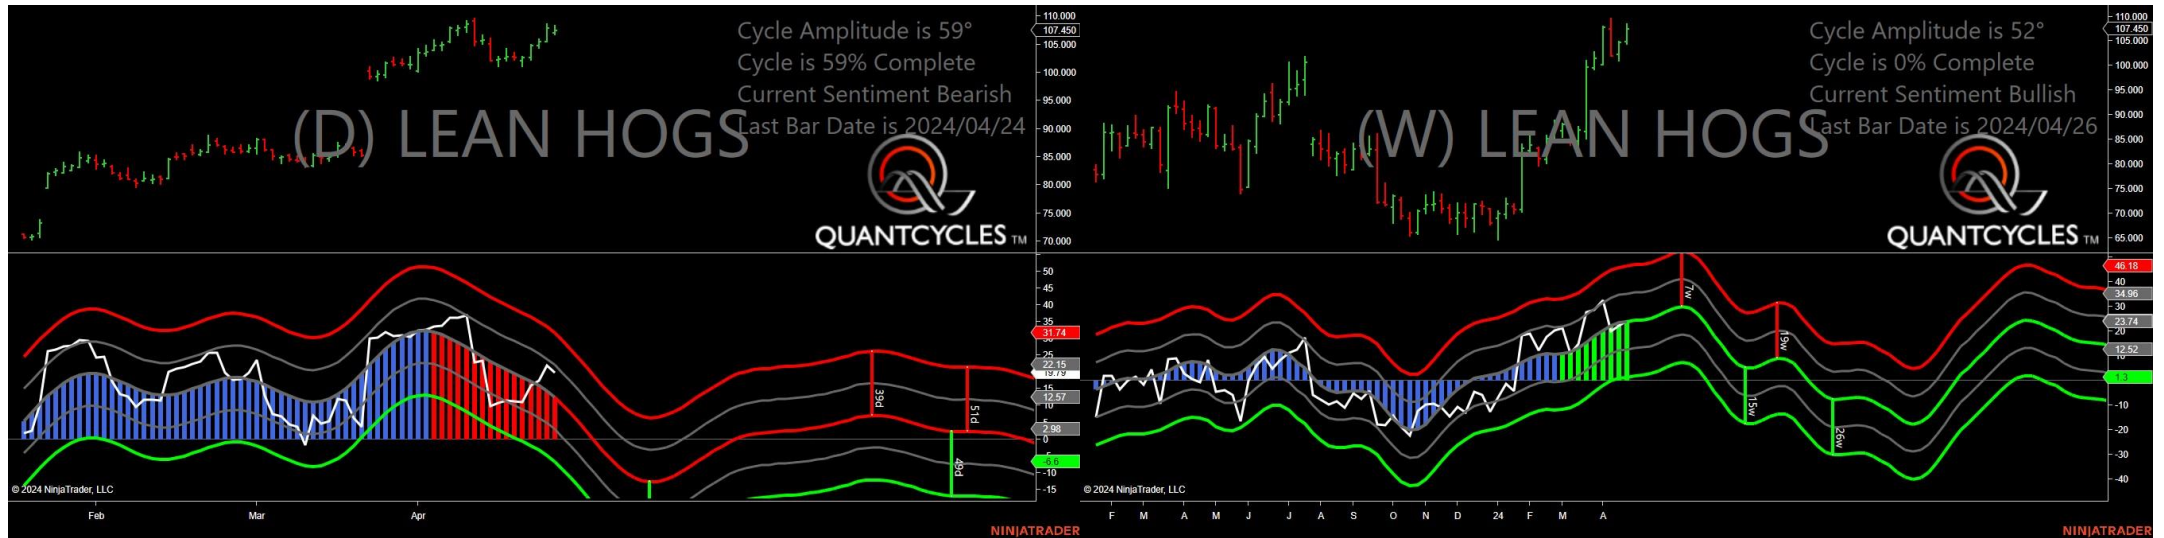 Cycle Amplitude is 59°
Cycle is 59% Complete
Current Sentiment Bearish
Last Bar Date is 2024/04/24
(D) LEAN HOGS
QUANTCYCLES TM
110.000
107.450
105.000
100.000
95.000
90.000
85.000
80.000
75.000
70.000
50
45
40
35
31.74
25
22.15
19.79
15
12.57
10
2.98
0
-6.6
-10
-15
39d
51d
49d
© 2024 NinjaTrader, LLC
Feb
Mar
Apr
NINJATRADER
Cycle Amplitude is 52°
Cycle is 0% Complete
Current Sentiment Bullish
Last Bar Date is 2024/04/26
(W) LEAN HOGS
QUANTCYCLES TM
110.000
107.450
105.000
100.000
95.000
90.000
85.000
80.000
75.000
70.000
65.000
46.18
40
34.96
30
23.74
20
12.52
1.3
-10
-20
-30
-40
7w
19w
15w
26w
© 2024 NinjaTrader, LLC
F
M
A
M
J
J
A
S
O
N
D
24
F
M
A
NINJATRADER